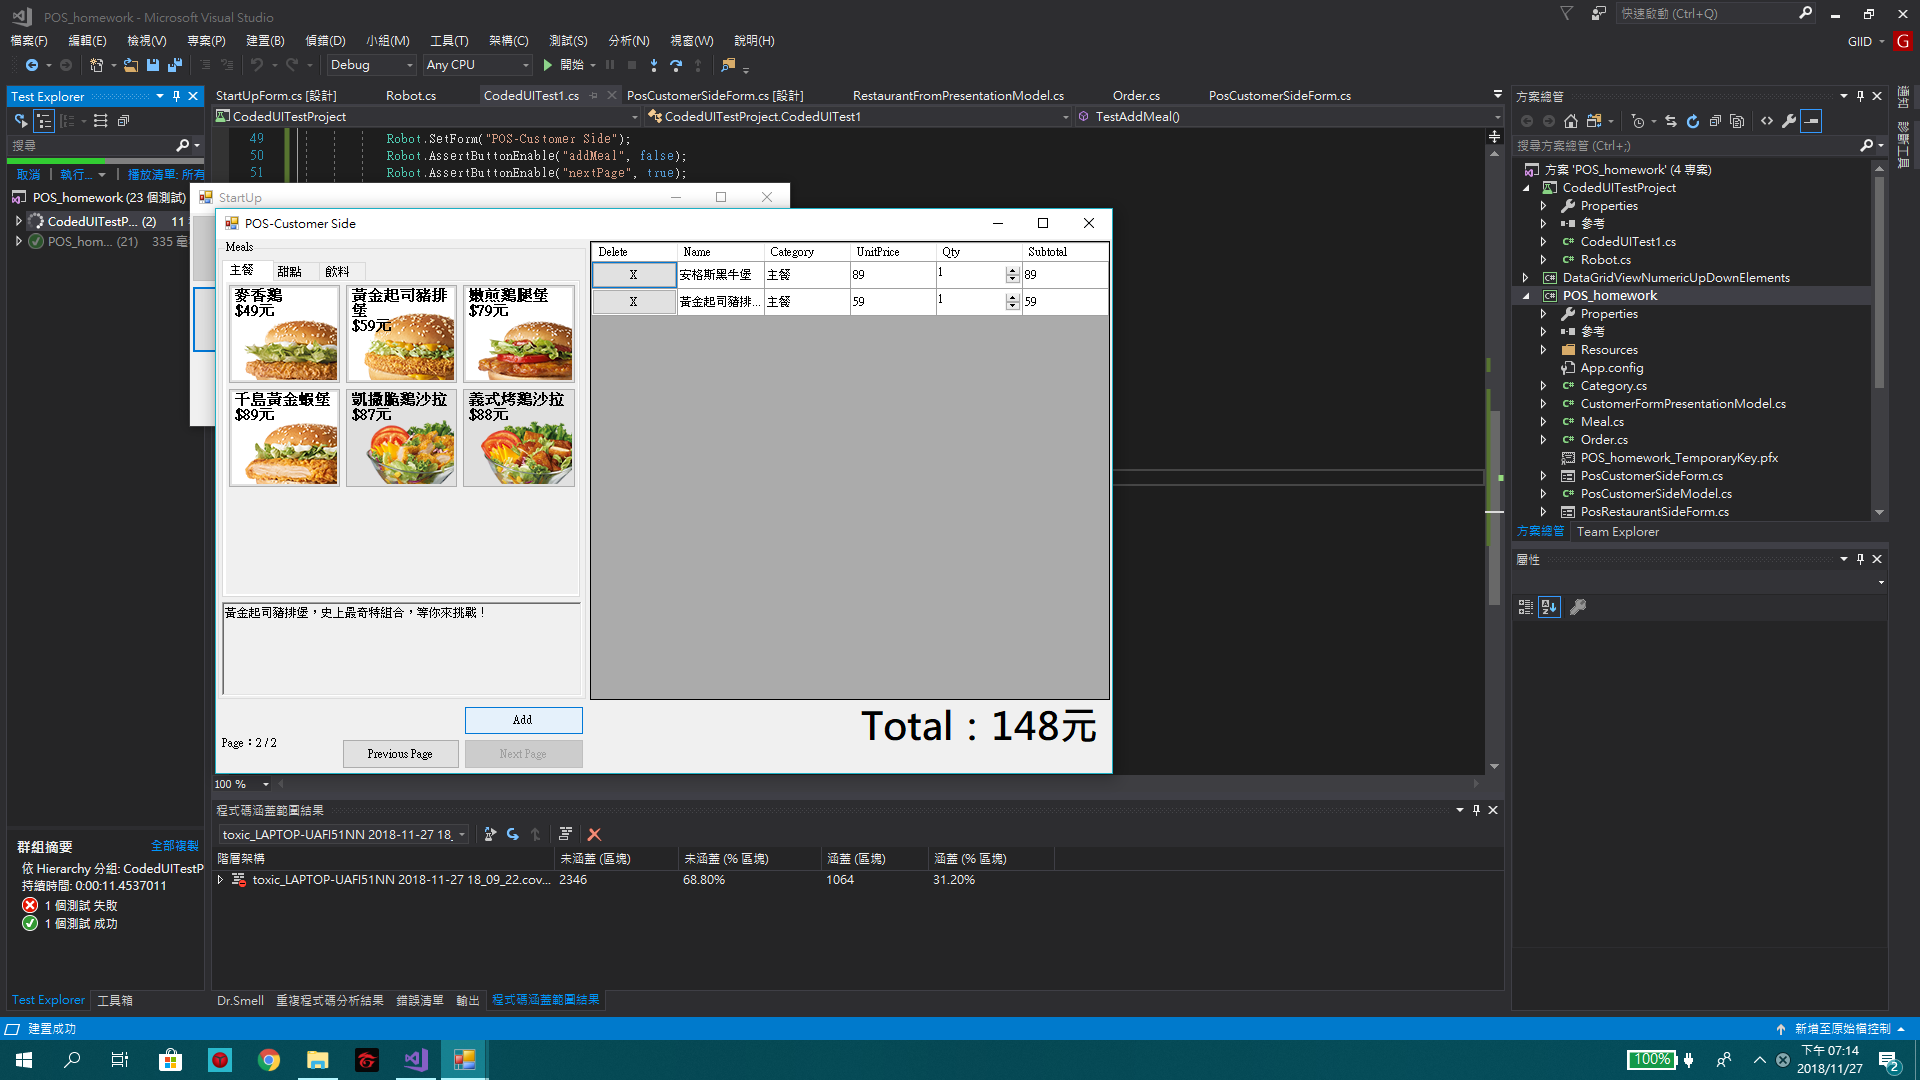 POS_homework - Microsoft Visual Studio
快速啟動 (Ctrl+Q)
檔案(F) 編輯(E) 檢視(V) 專案(P) 建置(B) 偵錯(D) 小組(M) 工具(T) 架構(C) 測試(S) 分析(N) 視窗(W) 說明(H)
GIID G
Debug Any CPU 開始
Test Explorer
StartUpForm.cs [設計] Robot.cs CodedUITest1.cs PosCustomerSideForm.cs [設計] RestaurantFromPresentationModel.cs Order.cs PosCustomerSideForm.cs
CodedUITestProject CodedUITestProject.CodedUITest1 TestAddMeal()
搜尋
取消 執行... 播放清單: 所有
POS_homework (23 個測試)
CodedUITestP... (2) 11
POS_hom... (21) 335 毫
49 Robot.SetForm("POS-Customer Side");
50 Robot.AssertButtonEnable("addMeal", false);
51 Robot.AssertButtonEnable("nextPage", true);
StartUp
POS-Customer Side
Meals
主餐 甜點 飲料
麥香雞
$49元
黃金起司豬排
堡
$59元
嫩煎雞腿堡
$79元
千島黃金蝦堡
$89元
凱撒脆雞沙拉
$87元
義式烤雞沙拉
$88元
黃金起司豬排堡，史上最奇特組合，等你來挑戰！
Add
Page：2 / 2
Previous Page Next Page
Delete Name Category UnitPrice Qty Subtotal
X 安格斯黑牛堡 主餐 89 1 89
X 黃金起司豬排... 主餐 59 1 59
Total：148元
100 %
程式碼涵蓋範圍結果
toxic_LAPTOP-UAFI51NN 2018-11-27 18_
階層架構 未涵蓋 (區塊) 未涵蓋 (% 區塊) 涵蓋 (區塊) 涵蓋 (% 區塊)
toxic_LAPTOP-UAFI51NN 2018-11-27 18_09_22.cov... 2346 68.80% 1064 31.20%
群組摘要 全部複製
依 Hierarchy 分組: CodedUITestP
持續時間: 0:00:11.4537011
1 個測試 失敗
1 個測試 成功
Test Explorer 工具箱
Dr.Smell 重複程式碼分析結果 錯誤清單 輸出 程式碼涵蓋範圍結果
方案總管
搜尋方案總管 (Ctrl+;)
方案 'POS_homework' (4 專案)
CodedUITestProject
Properties
參考
CodedUITest1.cs
Robot.cs
DataGridViewNumericUpDownElements
POS_homework
Properties
參考
Resources
App.config
Category.cs
CustomerFormPresentationModel.cs
Meal.cs
Order.cs
POS_homework_TemporaryKey.pfx
PosCustomerSideForm.cs
PosCustomerSideModel.cs
PosRestaurantSideForm.cs
方案總管 Team Explorer
屬性
通知
診斷工具
建置成功
新增至原始檔控制
100%
下午 07:14
2018/11/27
2